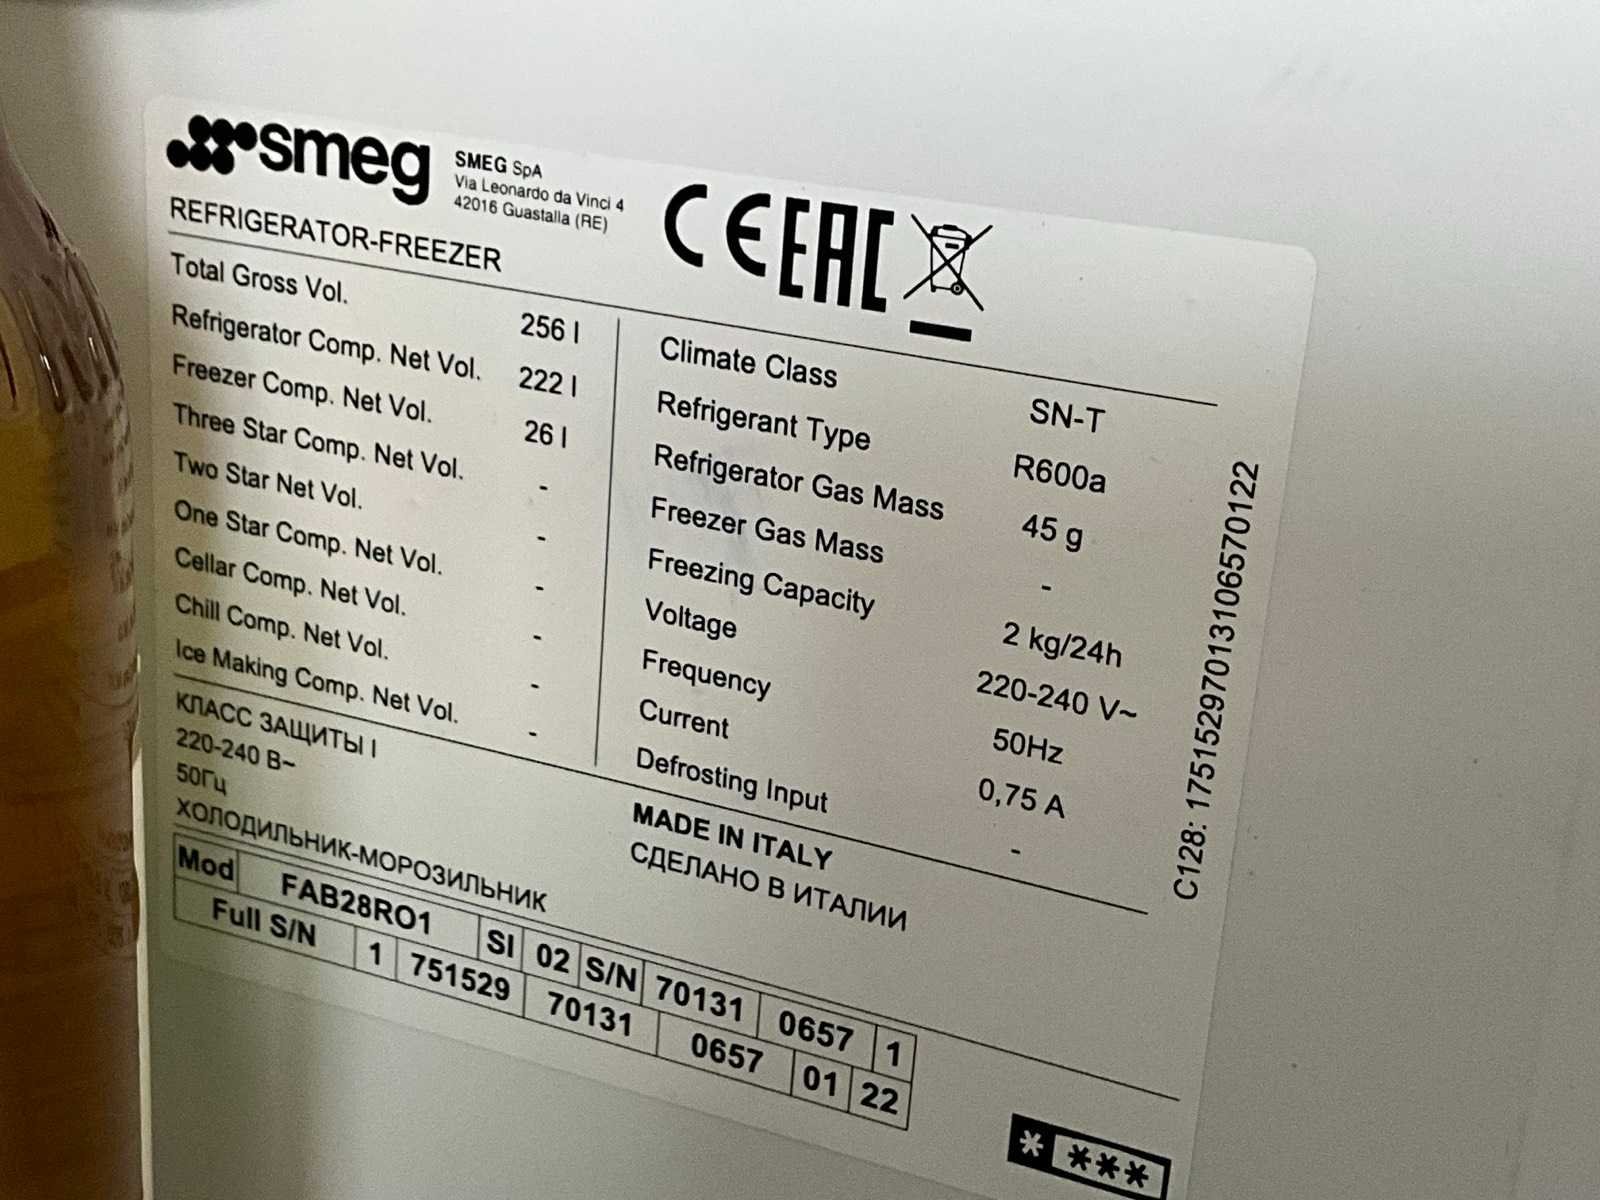 smeg
SMEG SpA
Via Leonardo da Vinci 4
42016 Guastalla (RE)
CE EAC
REFRIGERATOR-FREEZER
Total Gross Vol. 256 l
Refrigerator Comp. Net Vol. 222 l
Freezer Comp. Net Vol. 26 l
Three Star Comp. Net Vol. -
Two Star Net Vol. -
One Star Comp. Net Vol. -
Cellar Comp. Net Vol. -
Chill Comp. Net Vol. -
Ice Making Comp. Net Vol. -
Climate Class SN-T
Refrigerant Type R600a
Refrigerator Gas Mass 45 g
Freezer Gas Mass -
Freezing Capacity 2 kg/24h
Voltage 220-240 V~
Frequency 50Hz
Current 0,75 A
Defrosting Input -
C128: 17515297013106570122
КЛАСС ЗАЩИТЫ I
220-240 В~
50Гц
ХОЛОДИЛЬНИК-МОРОЗИЛЬНИК
MADE IN ITALY
СДЕЛАНО В ИТАЛИИ
Mod FAB28RO1 SI 02 S/N 70131 0657 1
Full S/N 1 751529 70131 0657 01 22
* ***